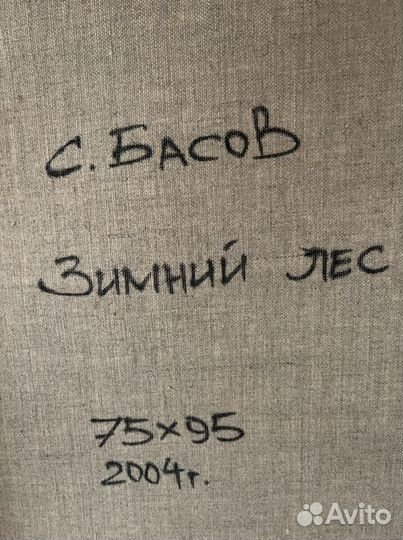 С. БАСОВ
ЗИМНИЙ ЛЕС
75×95
2004г.
Avito